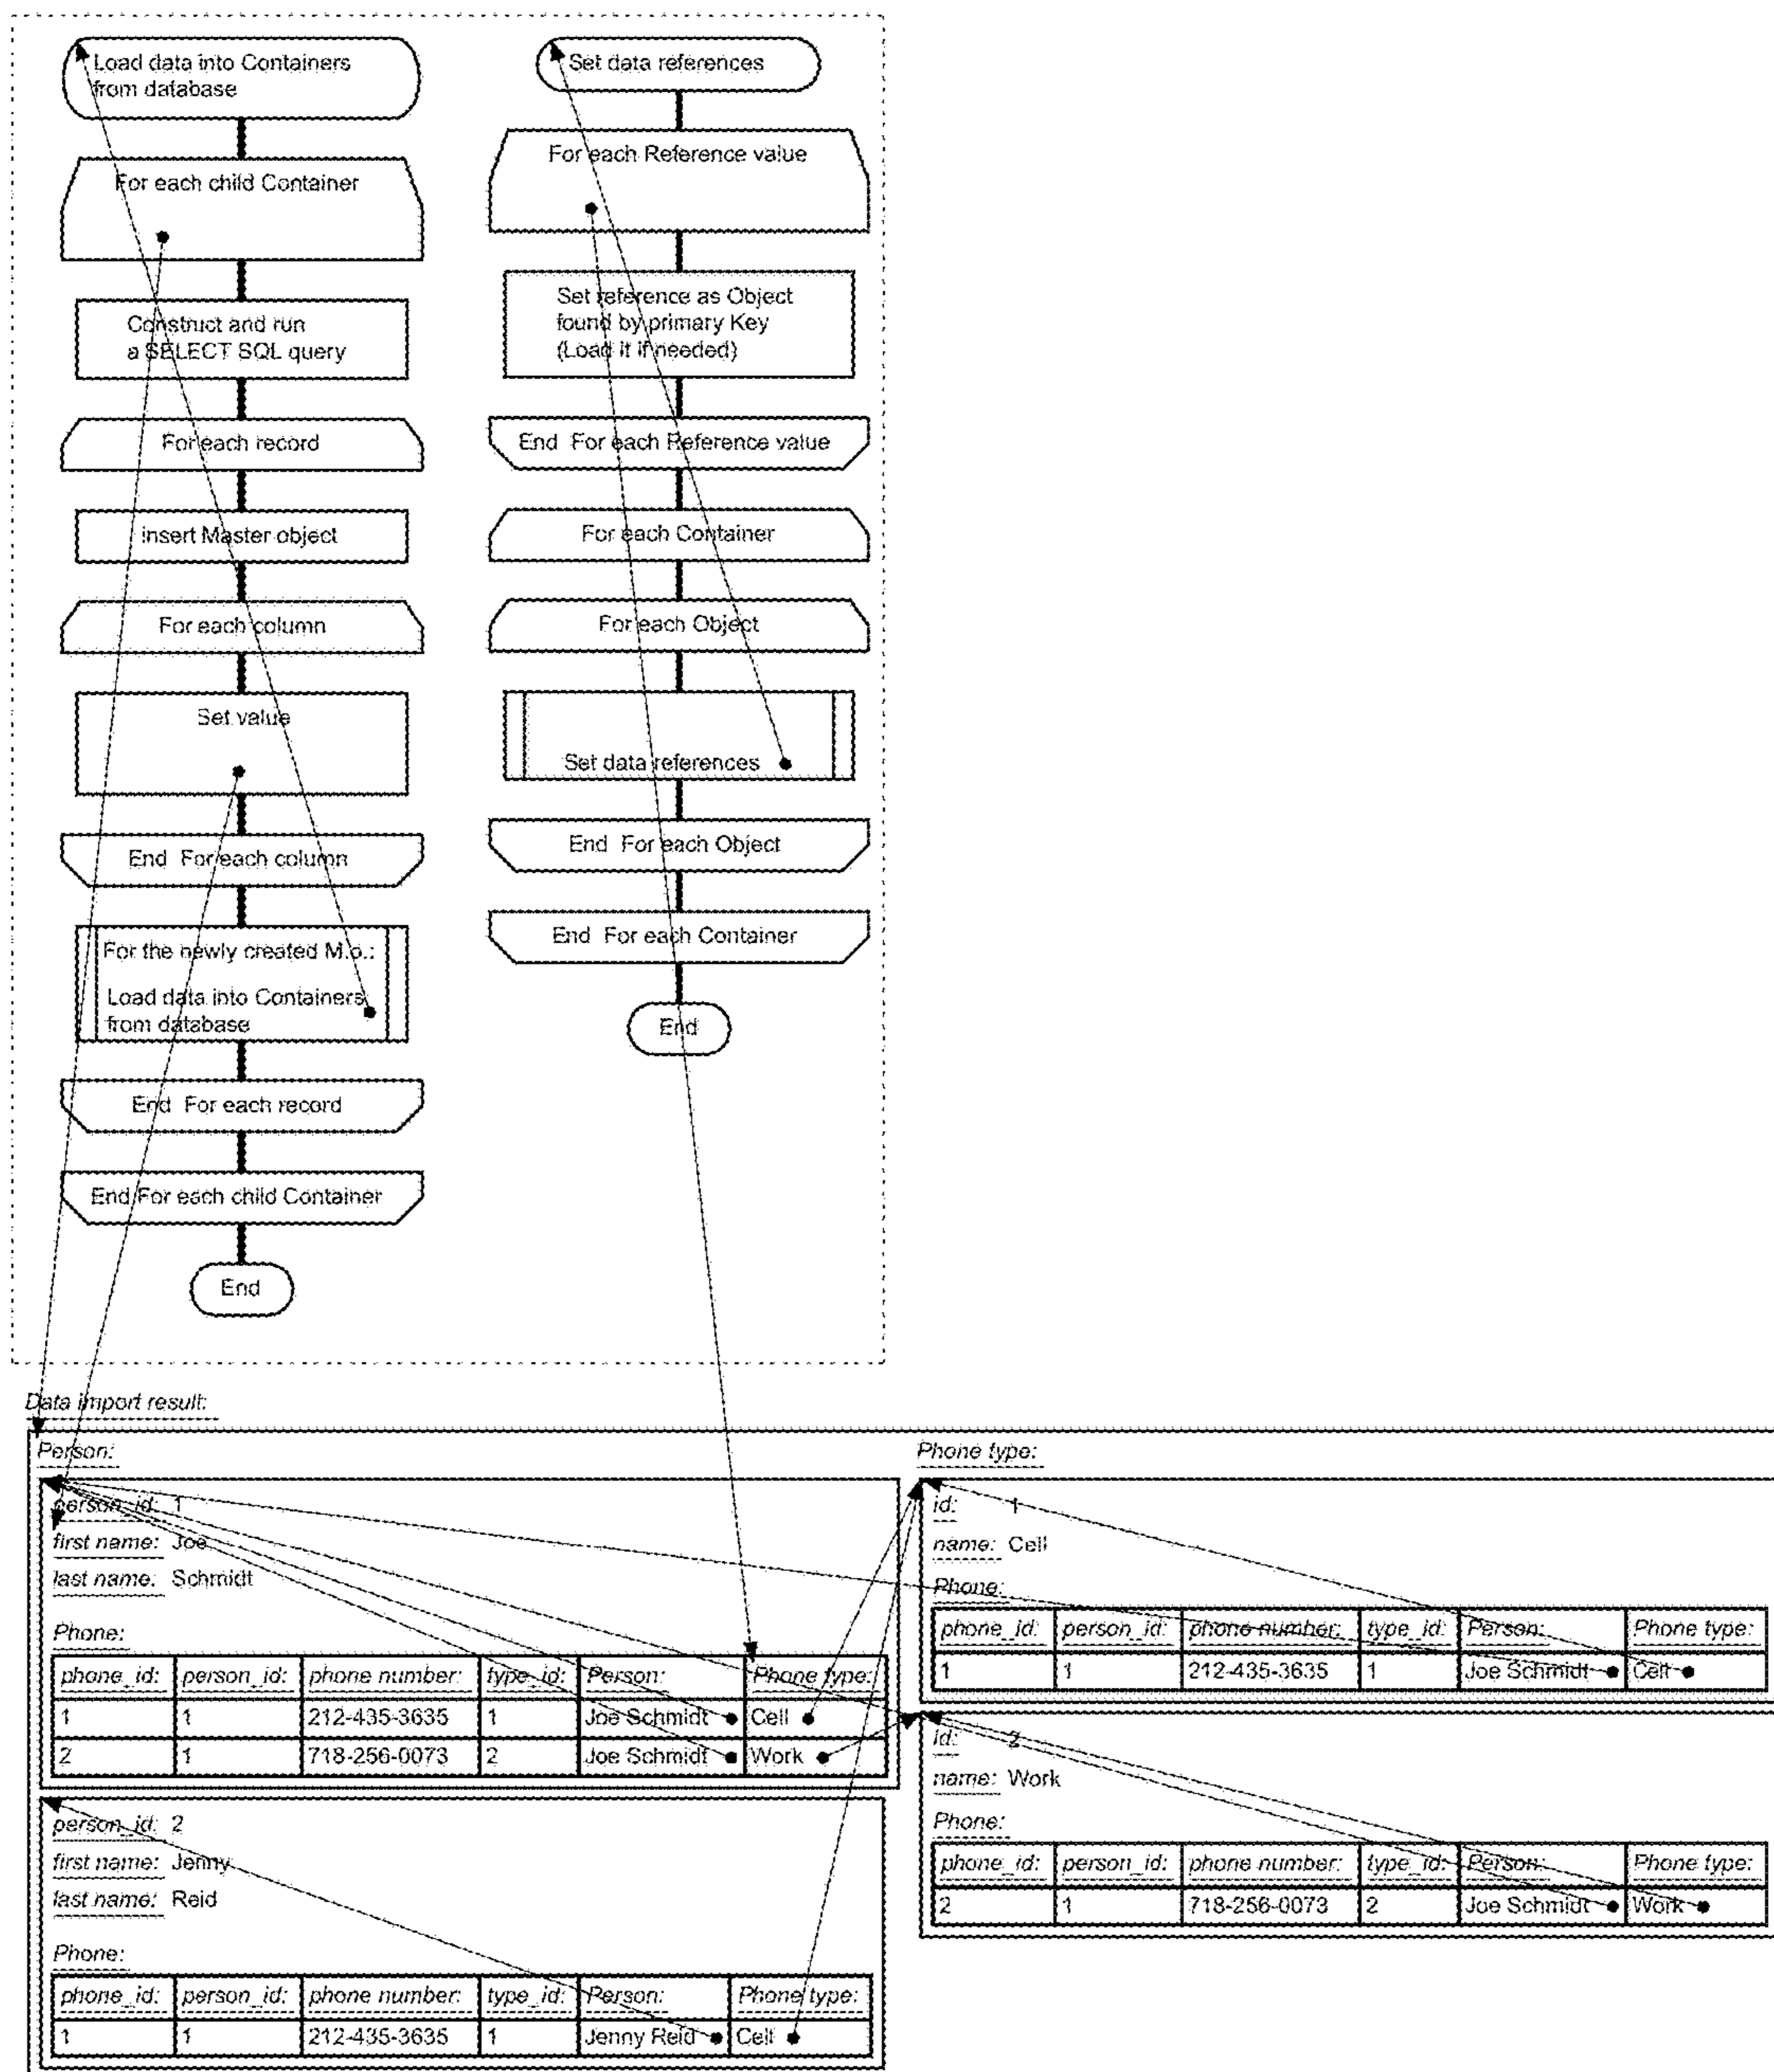 Load data into Containers
from database
For each child Container
Construct and run
a SELECT SQL query
For each record
Insert Master object
For each column
Set value
End For each column
For the newly created M.o.:
Load data into Containers
from database
End For each record
End For each child Container
End
Set data references
For each Reference value
Set reference as Object
found by primary Key
(Load it if needed)
End For each Reference value
For each Container
For each Object
Set data references
End For each Object
End For each Container
End
Data import result:
Person:
person_id: 1
first name: Joe
last name: Schmidt
Phone:
phone_id: person_id: phone number: type_id: Person: Phone type:
1 1 212-435-3635 1 Joe Schmidt Cell
2 1 718-256-0073 2 Joe Schmidt Work
person_id: 2
first name: Jenny
last name: Reid
Phone:
phone_id: person_id: phone number: type_id: Person: Phone type:
1 1 212-435-3635 1 Jenny Reid Cell
Phone type:
id: 1
name: Cell
Phone:
phone_id: person_id: phone number: type_id: Person: Phone type:
1 1 212-435-3635 1 Joe Schmidt Cell
id: 2
name: Work
Phone:
phone_id: person_id: phone number: type_id: Person: Phone type:
2 1 718-256-0073 2 Joe Schmidt Work